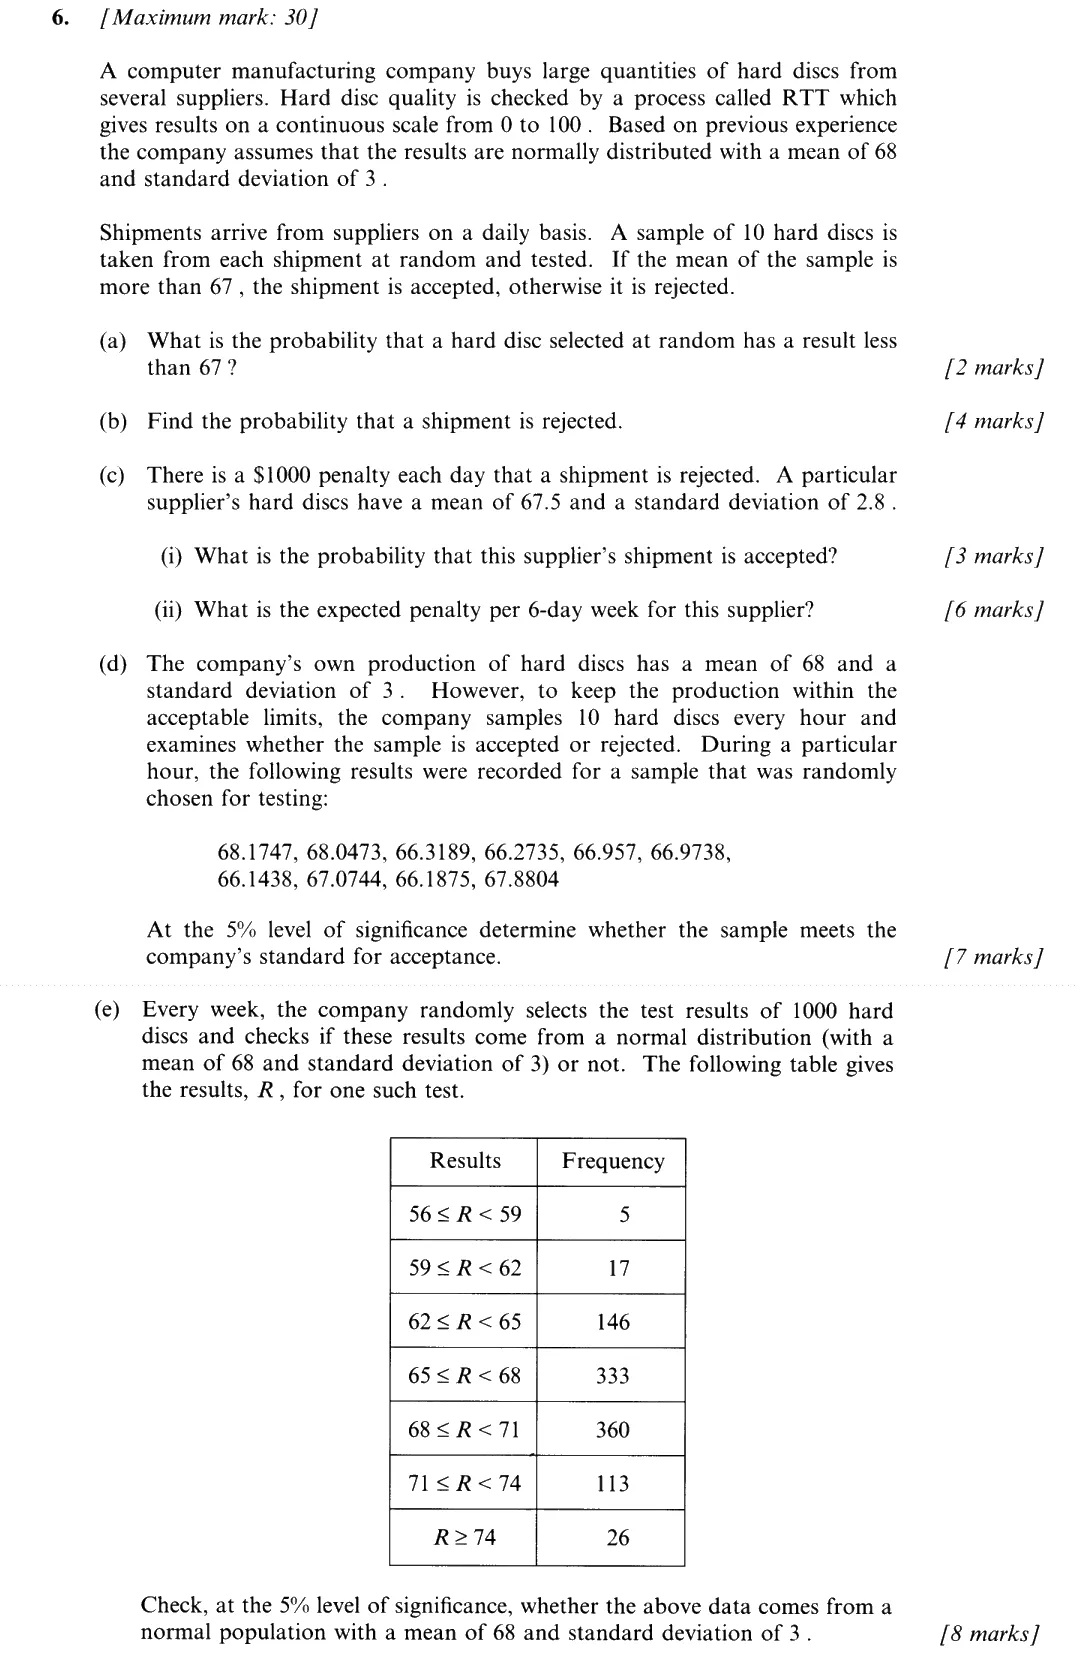 6. [Maximum mark: 30]
A computer manufacturing company buys large quantities of hard discs from
several suppliers. Hard disc quality is checked by a process called RTT which
gives results on a continuous scale from 0 to 100 . Based on previous experience
the company assumes that the results are normally distributed with a mean of 68
and standard deviation of 3 .
Shipments arrive from suppliers on a daily basis. A sample of 10 hard discs is
taken from each shipment at random and tested. If the mean of the sample is
more than 67 , the shipment is accepted, otherwise it is rejected.
(a) What is the probability that a hard disc selected at random has a result less
than 67 ? [2 marks]
(b) Find the probability that a shipment is rejected. [4 marks]
(c) There is a $1000 penalty each day that a shipment is rejected. A particular
supplier's hard discs have a mean of 67.5 and a standard deviation of 2.8 .
(i) What is the probability that this supplier's shipment is accepted? [3 marks]
(ii) What is the expected penalty per 6-day week for this supplier? [6 marks]
(d) The company's own production of hard discs has a mean of 68 and a
standard deviation of 3 . However, to keep the production within the
acceptable limits, the company samples 10 hard discs every hour and
examines whether the sample is accepted or rejected. During a particular
hour, the following results were recorded for a sample that was randomly
chosen for testing:
68.1747, 68.0473, 66.3189, 66.2735, 66.957, 66.9738,
66.1438, 67.0744, 66.1875, 67.8804
At the 5% level of significance determine whether the sample meets the
company's standard for acceptance. [7 marks]
(e) Every week, the company randomly selects the test results of 1000 hard
discs and checks if these results come from a normal distribution (with a
mean of 68 and standard deviation of 3) or not. The following table gives
the results, R , for one such test.
Results Frequency
56 ≤ R < 59 5
59 ≤ R < 62 17
62 ≤ R < 65 146
65 ≤ R < 68 333
68 ≤ R < 71 360
71 ≤ R < 74 113
R ≥ 74 26
Check, at the 5% level of significance, whether the above data comes from a
normal population with a mean of 68 and standard deviation of 3 . [8 marks]